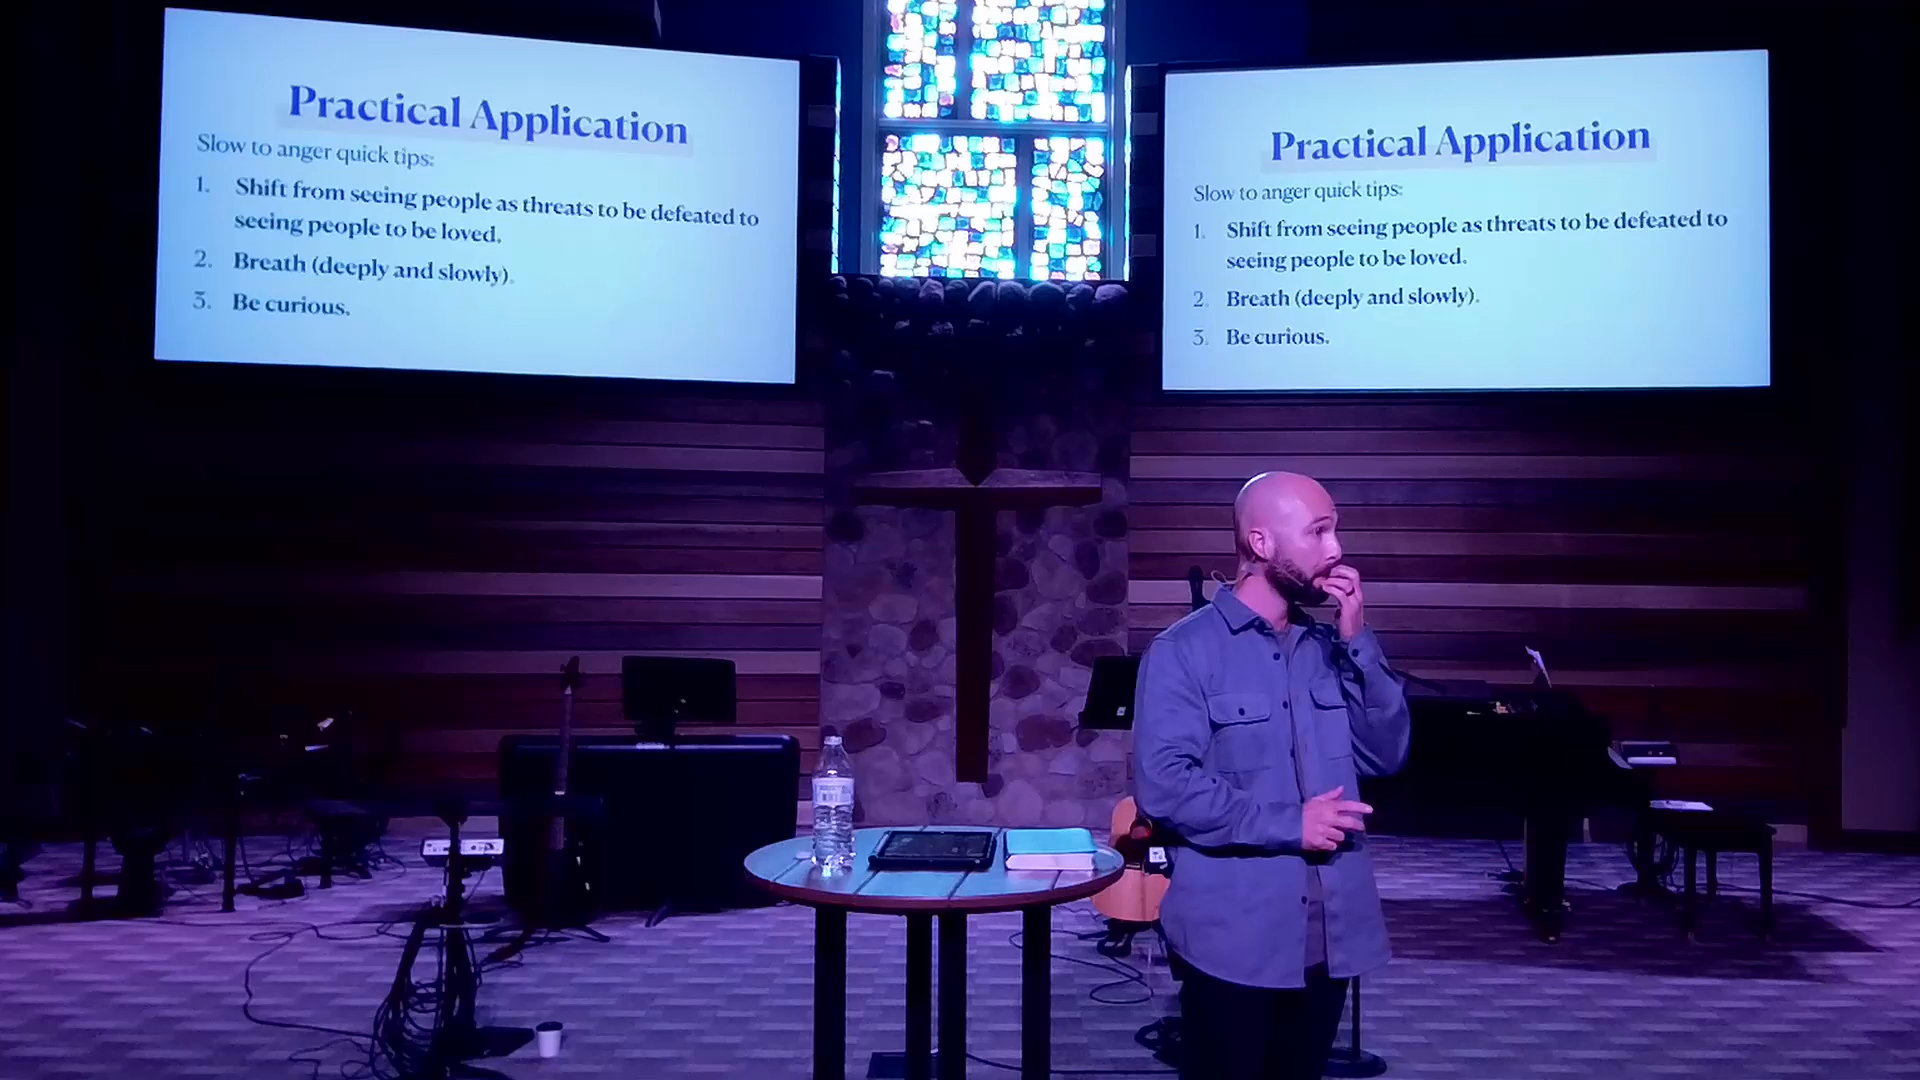 Practical Application
Slow to anger quick tips:
1. Shift from seeing people as threats to be defeated to
seeing people to be loved.
2. Breath (deeply and slowly).
3. Be curious.
Practical Application
Slow to anger quick tips:
1. Shift from seeing people as threats to be defeated to
seeing people to be loved.
2. Breath (deeply and slowly).
3. Be curious.